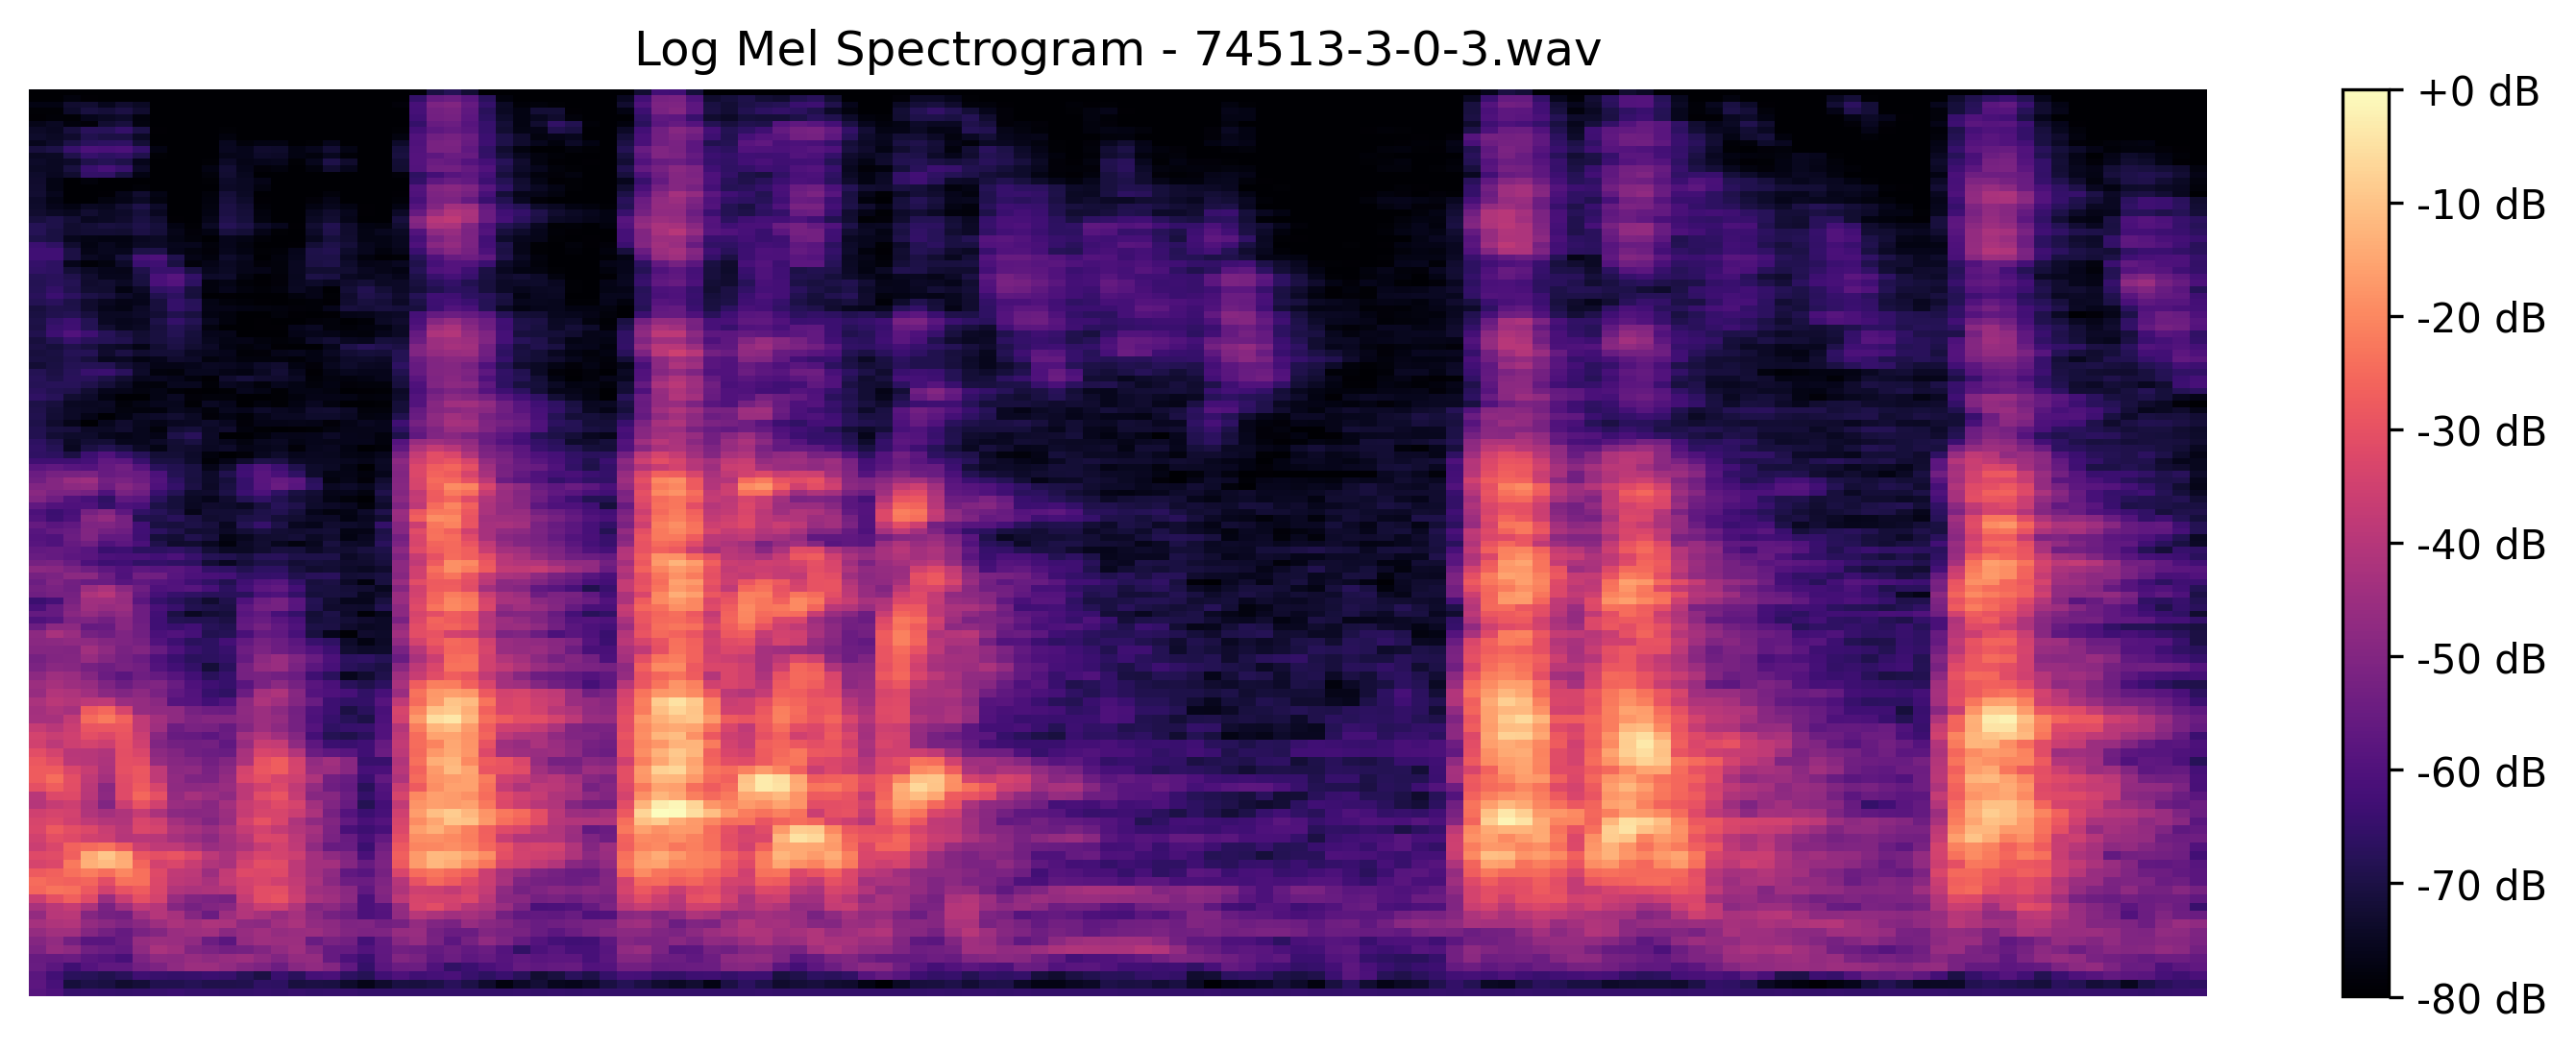 Log Mel Spectrogram - 74513-3-0-3.wav
+0 dB
-10 dB
-20 dB
-30 dB
-40 dB
-50 dB
-60 dB
-70 dB
-80 dB